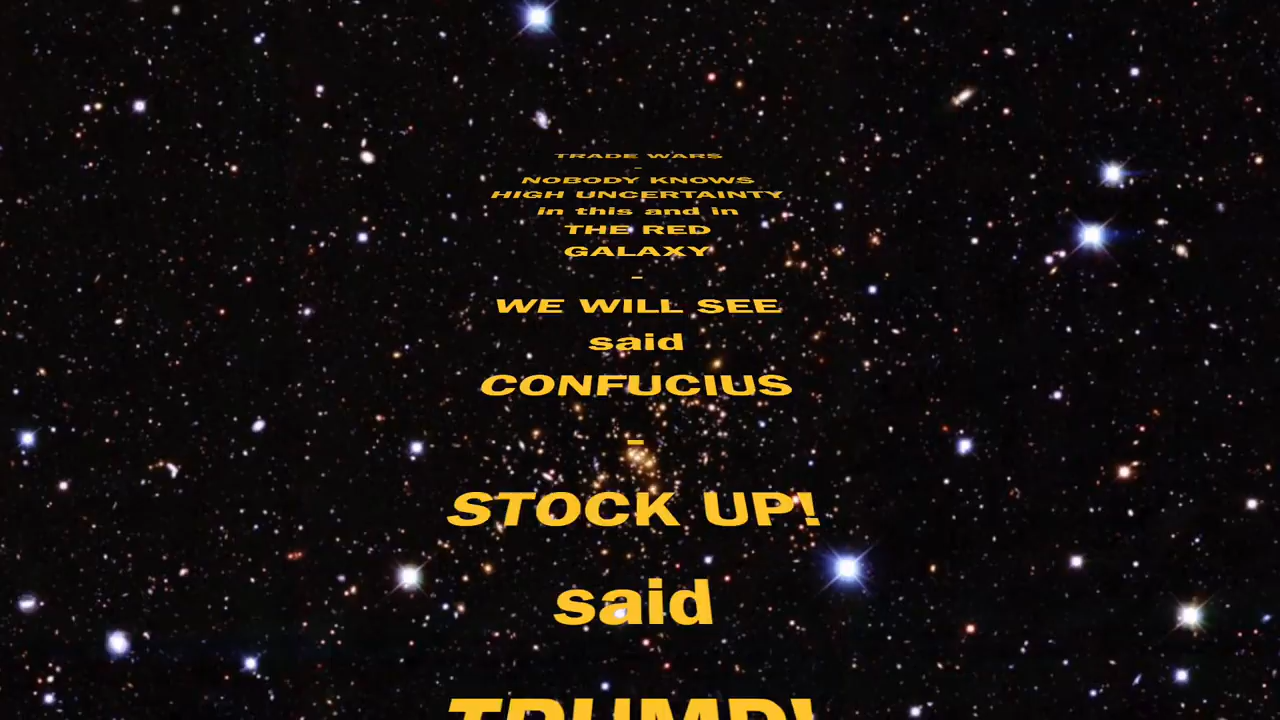 TRADE WARS
-
NOBODY KNOWS
HIGH UNCERTAINTY
in this and in
THE RED
GALAXY
-
WE WILL SEE
said
CONFUCIUS
-
STOCK UP!
said
TRUMP!